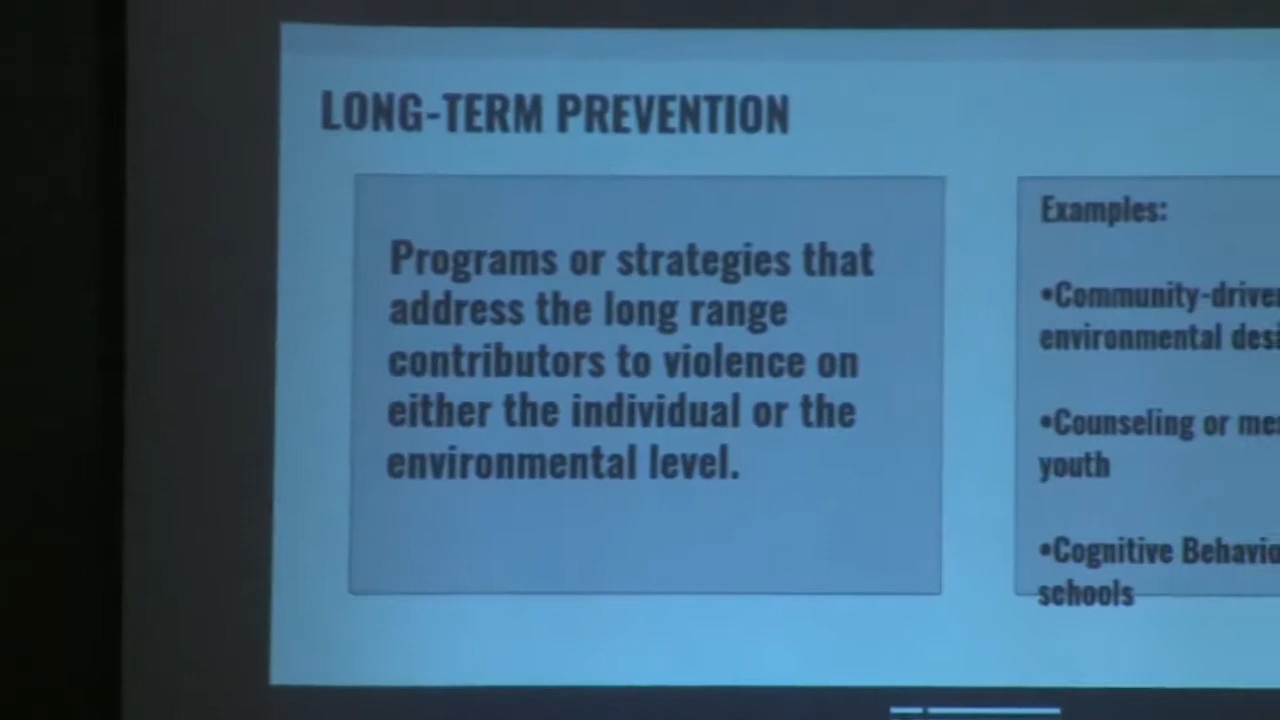 LONG-TERM PREVENTION
Programs or strategies that
address the long range
contributors to violence on
either the individual or the
environmental level.
Examples:
•Community-drive
environmental
•Counseling or
youth
•Cognitive
schools